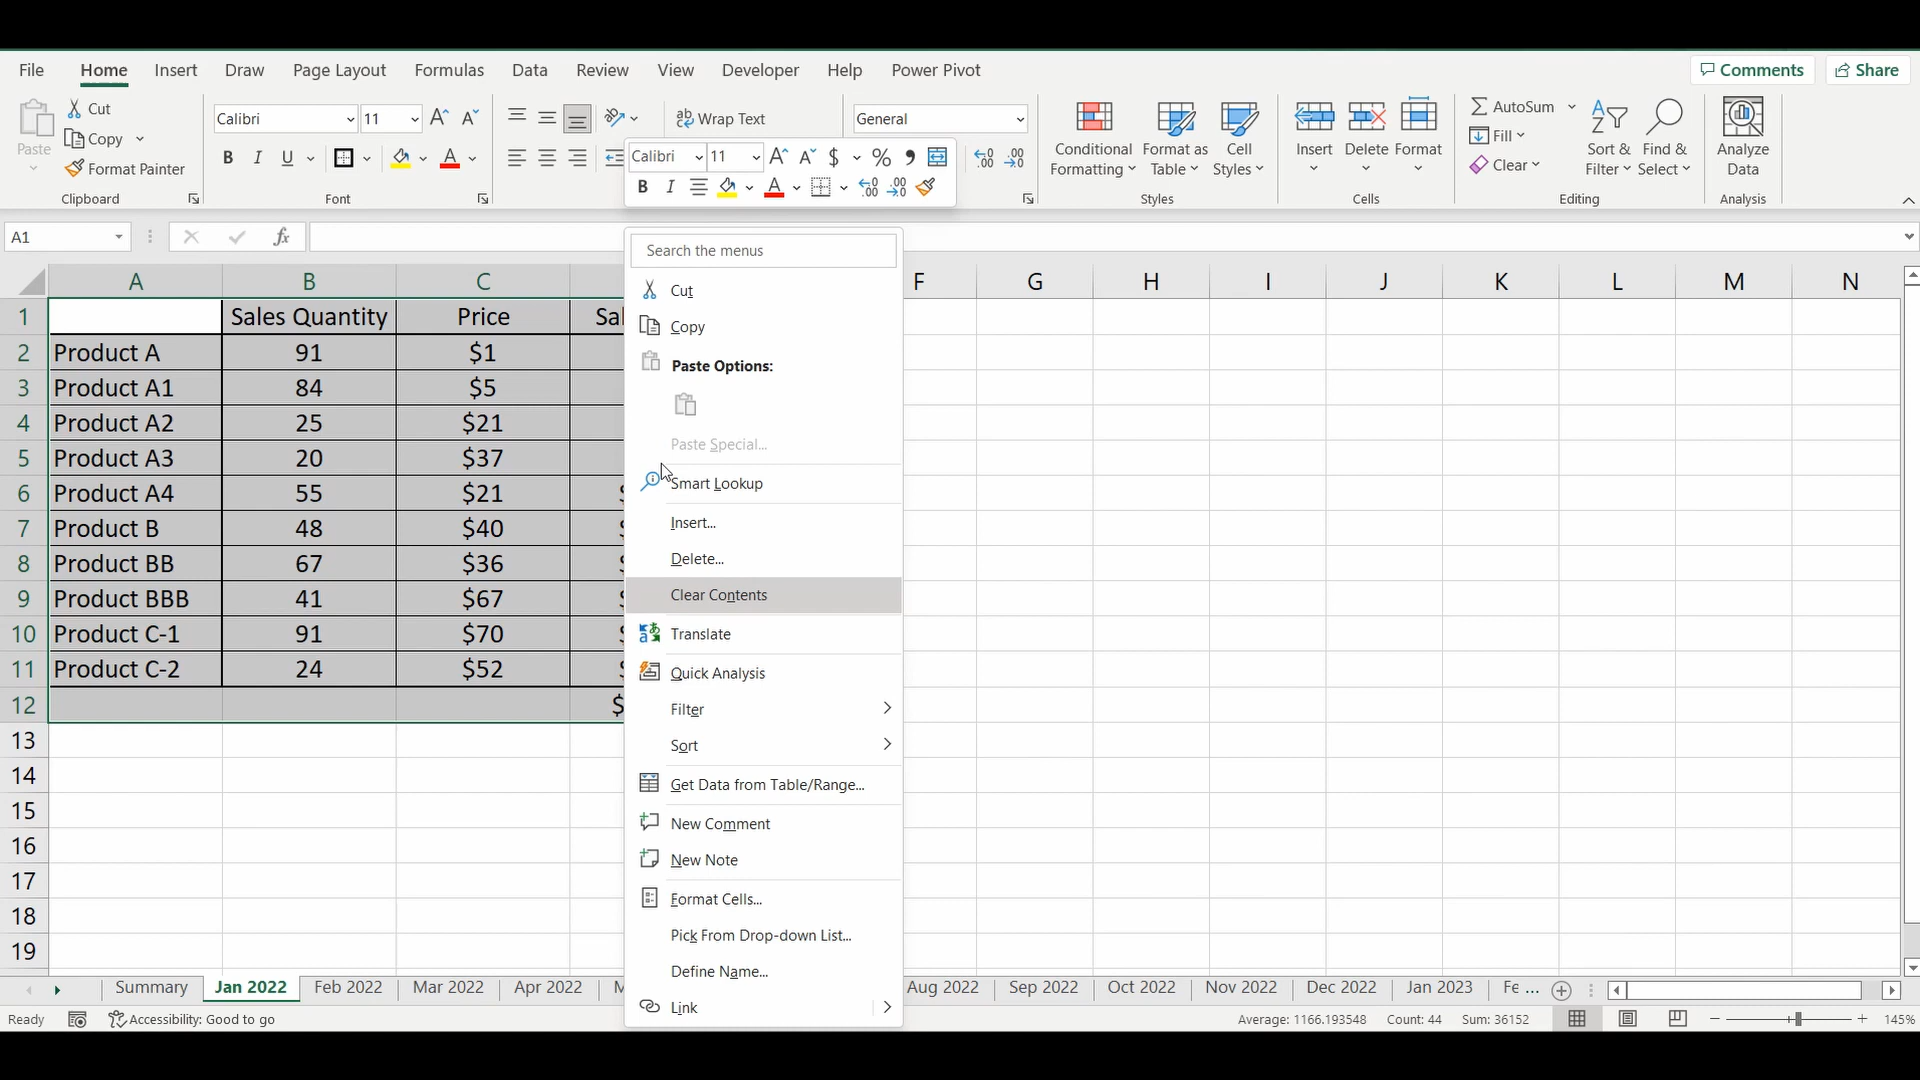 File Home Insert Draw Page Layout Formulas Data Review View Developer Help Power Pivot Comments Share
Paste
Cut
Copy
Format Painter
Clipboard
Calibri 11
B I U A
Font
ab Wrap Text
General
Conditional Formatting
Format as Table
Cell Styles
Styles
Insert Delete Format
Cells
AutoSum
Fill
Clear
Sort & Filter
Find & Select
Editing
Analyze Data
Analysis
Calibri 11 $ % ,
B I A
A1 fx
Search the menus
Cut
Copy
Paste Options:
Paste Special...
Smart Lookup
Insert...
Delete...
Clear Contents
Translate
Quick Analysis
Filter
Sort
Get Data from Table/Range...
New Comment
New Note
Format Cells...
Pick From Drop-down List...
Define Name...
Link
A B C F G H I J K L M N
1 Sales Quantity Price
2 Product A 91 $1
3 Product A1 84 $5
4 Product A2 25 $21
5 Product A3 20 $37
6 Product A4 55 $21
7 Product B 48 $40
8 Product BB 67 $36
9 Product BBB 41 $67
10 Product C-1 91 $70
11 Product C-2 24 $52
12 $
13
14
15
16
17
18
19
Summary Jan 2022 Feb 2022 Mar 2022 Apr 2022 Aug 2022 Sep 2022 Oct 2022 Nov 2022 Dec 2022 Jan 2023 Fe ...
Ready Accessibility: Good to go Average: 1166.193548 Count: 44 Sum: 36152 145%